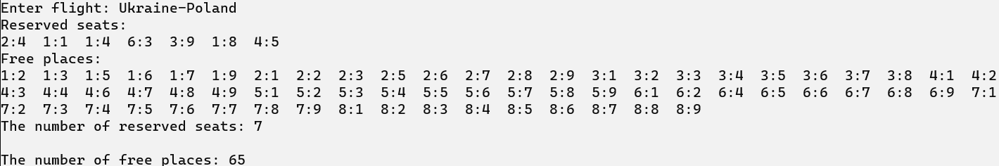 Enter flight: Ukraine-Poland
Reserved seats:
2:4  1:1  1:4  6:3  3:9  1:8  4:5
Free places:
1:2  1:3  1:5  1:6  1:7  1:9  2:1  2:2  2:3  2:5  2:6  2:7  2:8  2:9  3:1  3:2  3:3  3:4  3:5  3:6  3:7  3:8  4:1  4:2
4:3  4:4  4:6  4:7  4:8  4:9  5:1  5:2  5:3  5:4  5:5  5:6  5:7  5:8  5:9  6:1  6:2  6:4  6:5  6:6  6:7  6:8  6:9  7:1
7:2  7:3  7:4  7:5  7:6  7:7  7:8  7:9  8:1  8:2  8:3  8:4  8:5  8:6  8:7  8:8  8:9
The number of reserved seats: 7
The number of free places: 65